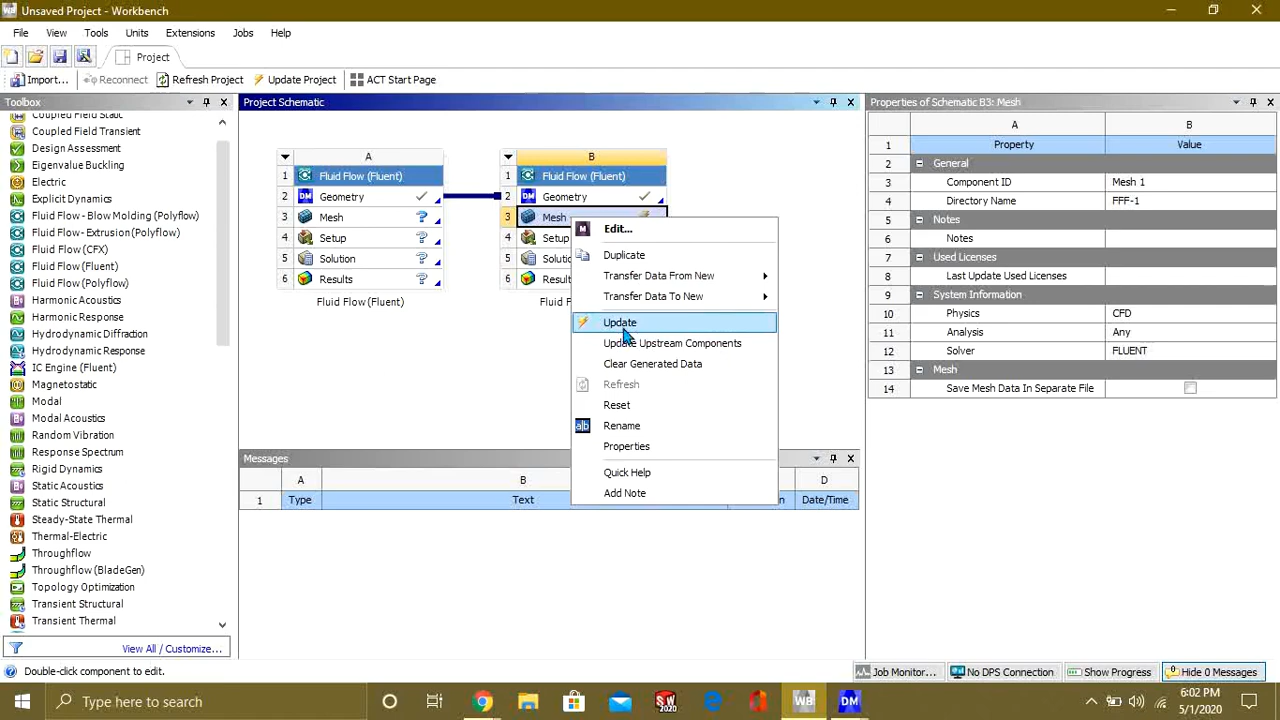 Unsaved Project - Workbench
File View Tools Units Extensions Jobs Help
Project
Import... Reconnect Refresh Project Update Project ACT Start Page
Toolbox
Coupled Field Static
Coupled Field Transient
Design Assessment
Eigenvalue Buckling
Electric
Explicit Dynamics
Fluid Flow - Blow Molding (Polyflow)
Fluid Flow - Extrusion (Polyflow)
Fluid Flow (CFX)
Fluid Flow (Fluent)
Fluid Flow (Polyflow)
Harmonic Acoustics
Harmonic Response
Hydrodynamic Diffraction
Hydrodynamic Response
IC Engine (Fluent)
Magnetostatic
Modal
Modal Acoustics
Random Vibration
Response Spectrum
Rigid Dynamics
Static Acoustics
Static Structural
Steady-State Thermal
Thermal-Electric
Throughflow
Throughflow (BladeGen)
Topology Optimization
Transient Structural
Transient Thermal
View All / Customize...
Project Schematic
A
1 Fluid Flow (Fluent)
2 DM Geometry
3 Mesh ?
4 Setup ?
5 Solution ?
6 Results ?
Fluid Flow (Fluent)
B
1 Fluid Flow (Fluent)
2 DM Geometry
3 Mesh
4 Setup
5 Solutio
6 Results
Fluid F
M Edit...
Duplicate
Transfer Data From New
Transfer Data To New
Update
Update Upstream Components
Clear Generated Data
Refresh
Reset
a|b Rename
Properties
Quick Help
Add Note
Messages
A B D
1 Type Text n Date/Time
Properties of Schematic B3: Mesh
A B
1 Property Value
2 General
3 Component ID Mesh 1
4 Directory Name FFF-1
5 Notes
6 Notes
7 Used Licenses
8 Last Update Used Licenses
9 System Information
10 Physics CFD
11 Analysis Any
12 Solver FLUENT
13 Mesh
14 Save Mesh Data In Separate File
Double-click component to edit.
Job Monitor... No DPS Connection Show Progress Hide 0 Messages
Type here to search
SW 2020
WB
DM
6:02 PM
5/1/2020